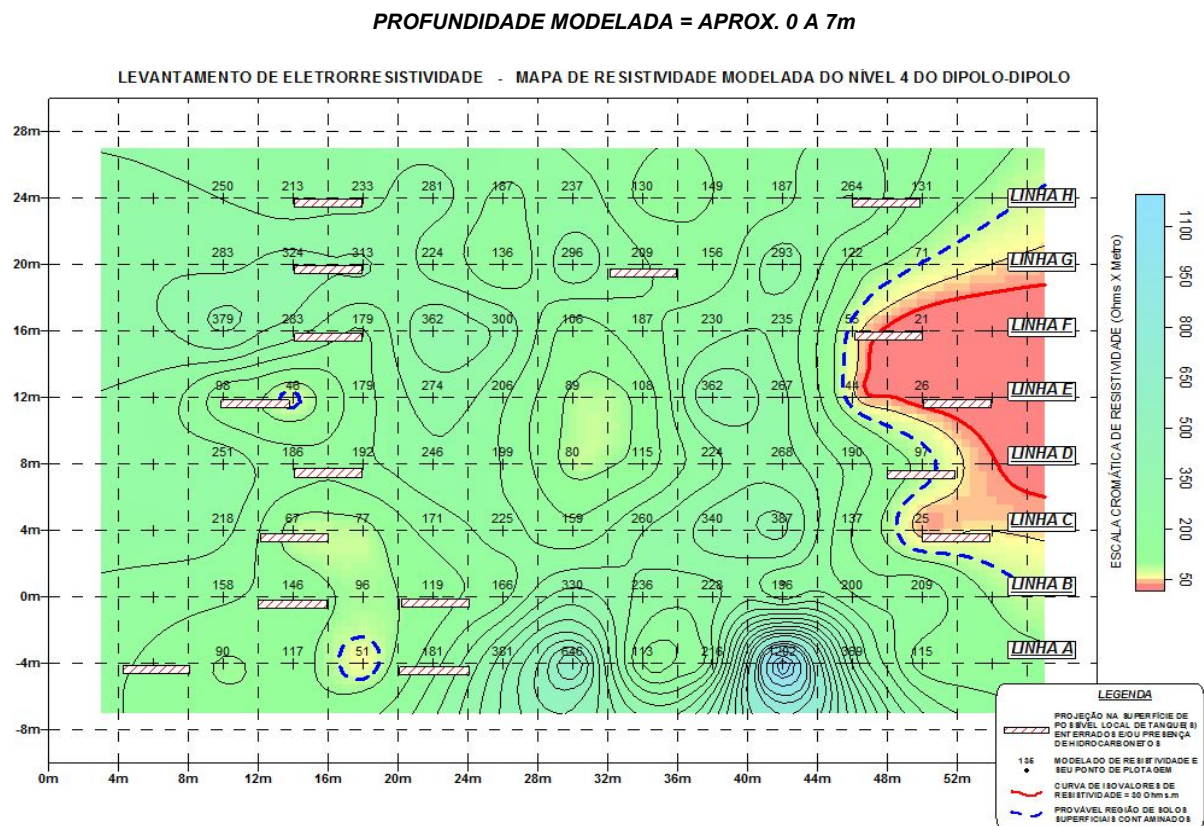 PROFUNDIDADE MODELADA = APROX. 0 A 7m
LEVANTAMENTO DE ELETRORRESISTIVIDADE - MAPA DE RESISTIVIDADE MODELADA DO NÍVEL 4 DO DIPOLO-DIPOLO
28m
24m 250 213 233 281 187 237 130 149 187 264 131 LINHA H
20m 283 324 313 224 136 296 209 156 293 122 71 LINHA G
16m 379 283 179 362 300 106 187 230 235 55 21 LINHA F
12m 98 46 179 274 206 89 108 362 267 44 26 LINHA E
8m 251 186 192 246 199 80 115 224 268 190 97 LINHA D
4m 218 67 77 171 225 159 260 340 387 137 25 LINHA C
0m 158 146 96 119 166 330 236 228 196 200 209 LINHA B
-4m 90 117 51 181 381 646 113 216 1202 369 115 LINHA A
-8m
0m 4m 8m 12m 16m 20m 24m 28m 32m 36m 40m 44m 48m 52m
ESCALA CROMÁTICA DE RESISTIVIDADE (Ohms X Metro)
1100
950
800
650
500
350
200
50
LEGENDA
PROJEÇÃO NA SUPERFÍCIE DE
POSSÍVEL LOCAL DE TANQUE(S)
ENTERRADOS E/OU PRESENÇA
DE HIDROCARBONETOS
135 MODELADO DE RESISTIVIDADE E
SEU PONTO DE PLOTAGEM
CURVA DE ISOVALORES DE
RESISTIVIDADE = 30 Ohms.m
PROVÁVEL REGIÃO DE SOLOS
SUPERFICIAIS CONTAMINADOS